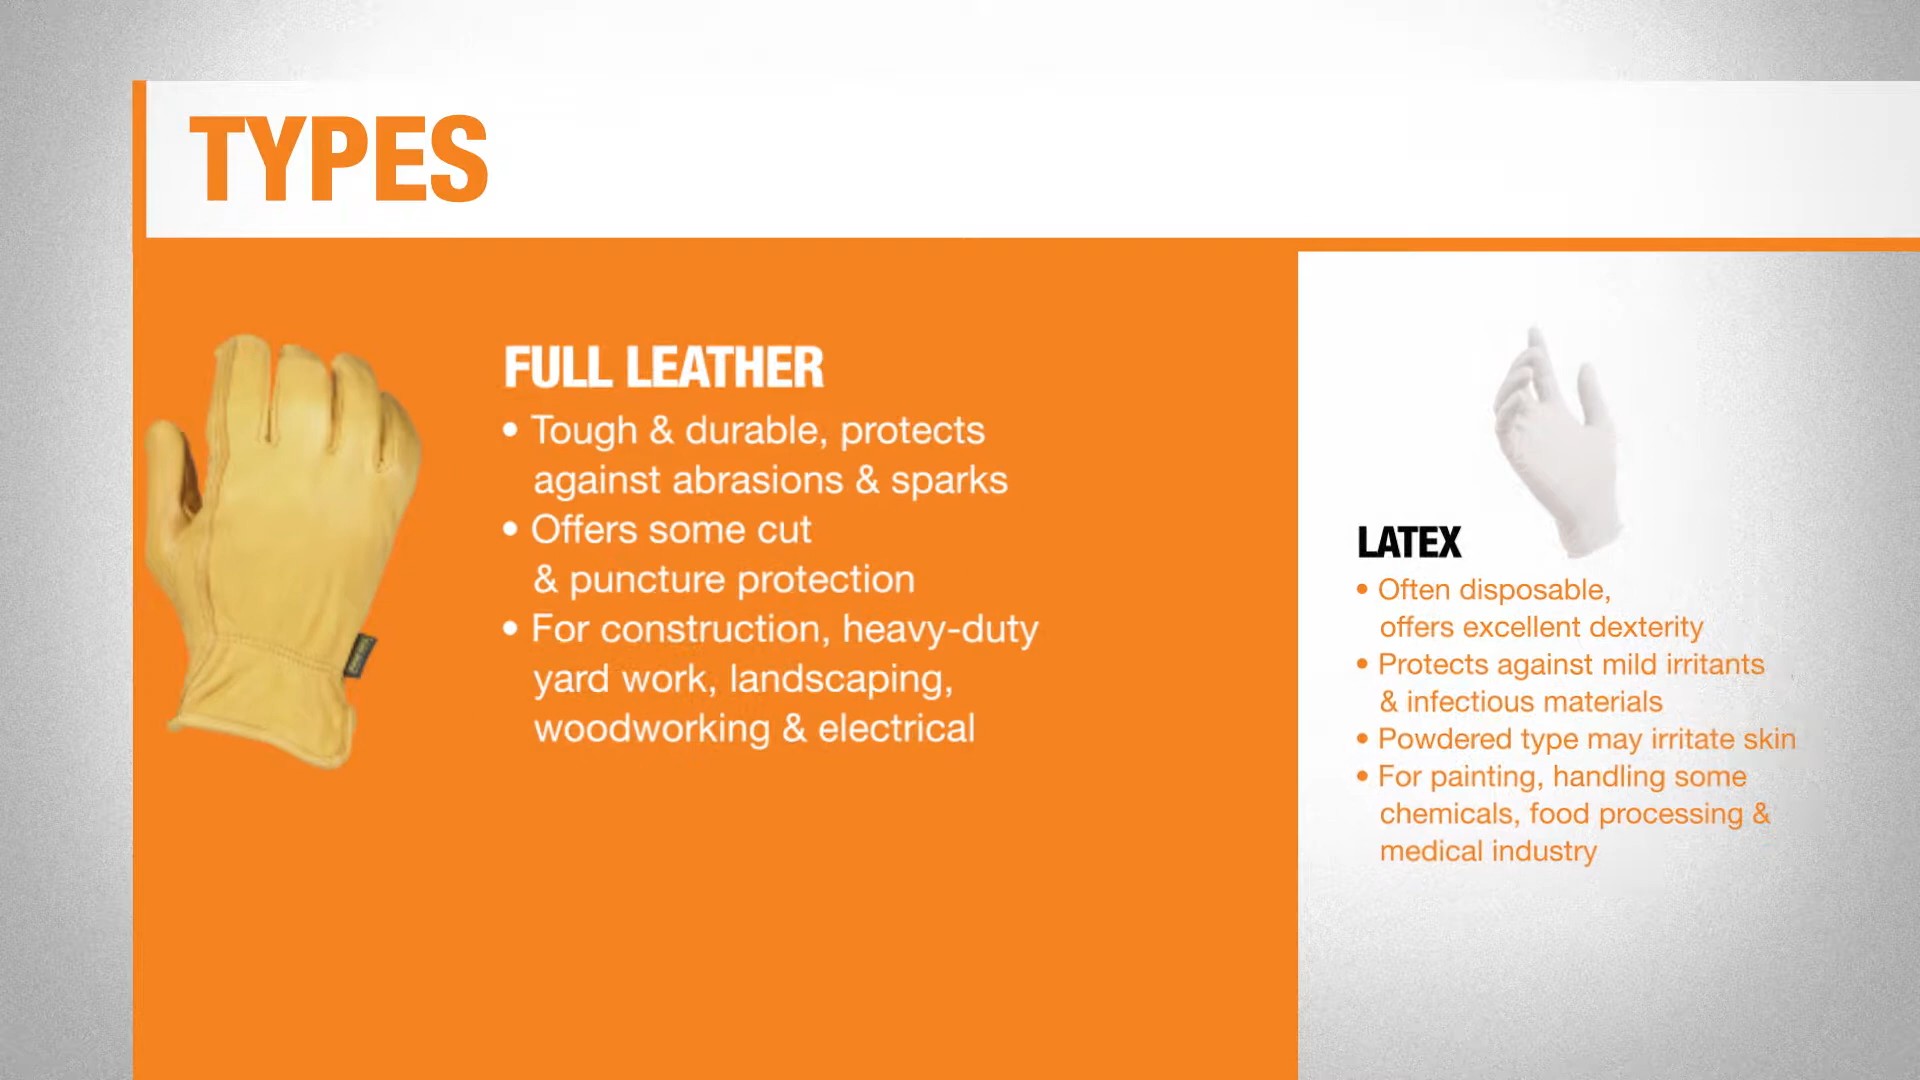 TYPES
FULL LEATHER
• Tough & durable, protects
against abrasions & sparks
• Offers some cut
& puncture protection
• For construction, heavy-duty
yard work, landscaping,
woodworking & electrical
LATEX
• Often disposable,
offers excellent dexterity
• Protects against mild irritants
& infectious materials
• Powdered type may irritate skin
• For painting, handling some
chemicals, food processing &
medical industry